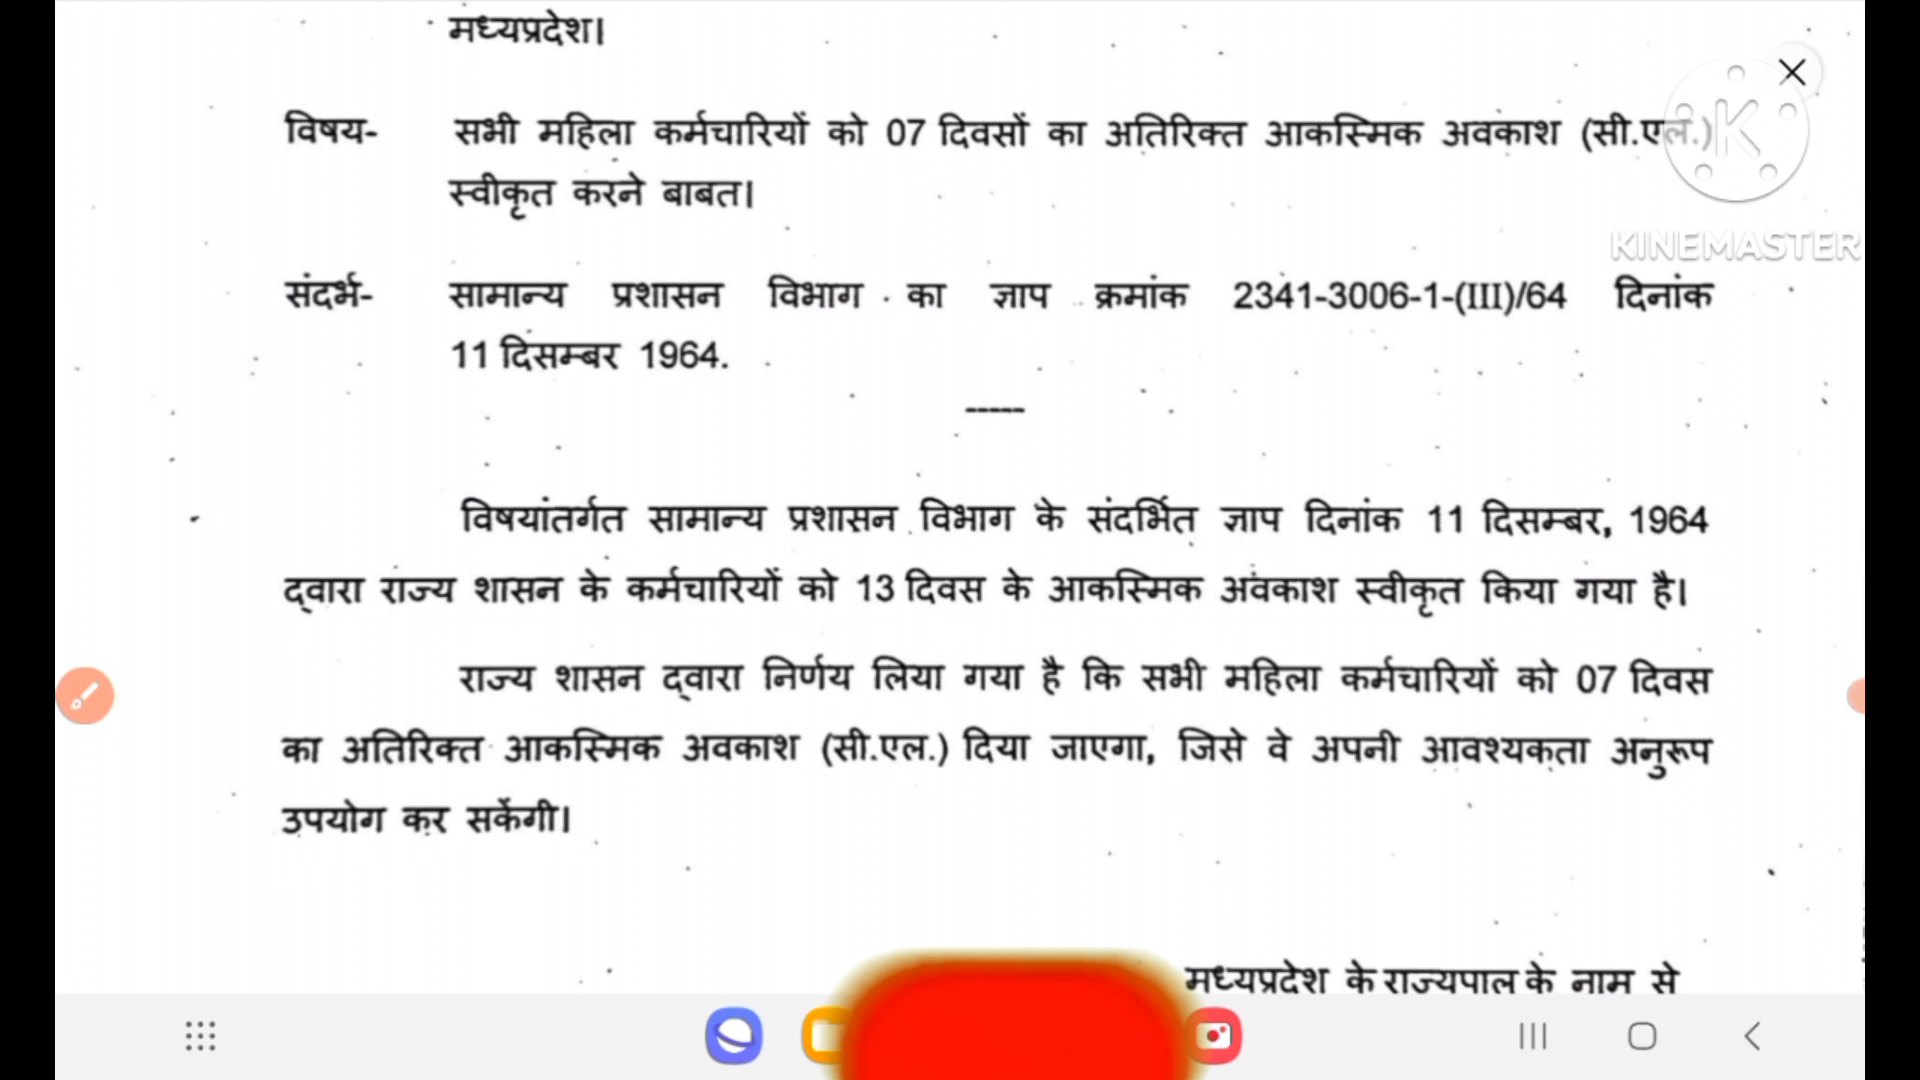 मध्यप्रदेश।
विषय- सभी महिला कर्मचारियों को 07 दिवसों का अतिरिक्त आकस्मिक अवकाश (सी.एल.)
स्वीकृत करने बाबत।
KINEMASTER
संदर्भ- सामान्य प्रशासन विभाग का ज्ञाप क्रमांक 2341-3006-1-(III)/64 दिनांक
11 दिसम्बर 1964.
-----
विषयांतर्गत सामान्य प्रशासन विभाग के संदर्भित ज्ञाप दिनांक 11 दिसम्बर, 1964
द्वारा राज्य शासन के कर्मचारियों को 13 दिवस के आकस्मिक अवकाश स्वीकृत किया गया है।
राज्य शासन द्वारा निर्णय लिया गया है कि सभी महिला कर्मचारियों को 07 दिवस
का अतिरिक्त आकस्मिक अवकाश (सी.एल.) दिया जाएगा, जिसे वे अपनी आवश्यकता अनुरूप
उपयोग कर सकेंगी।
मध्यप्रदेश के राज्यपाल के नाम से